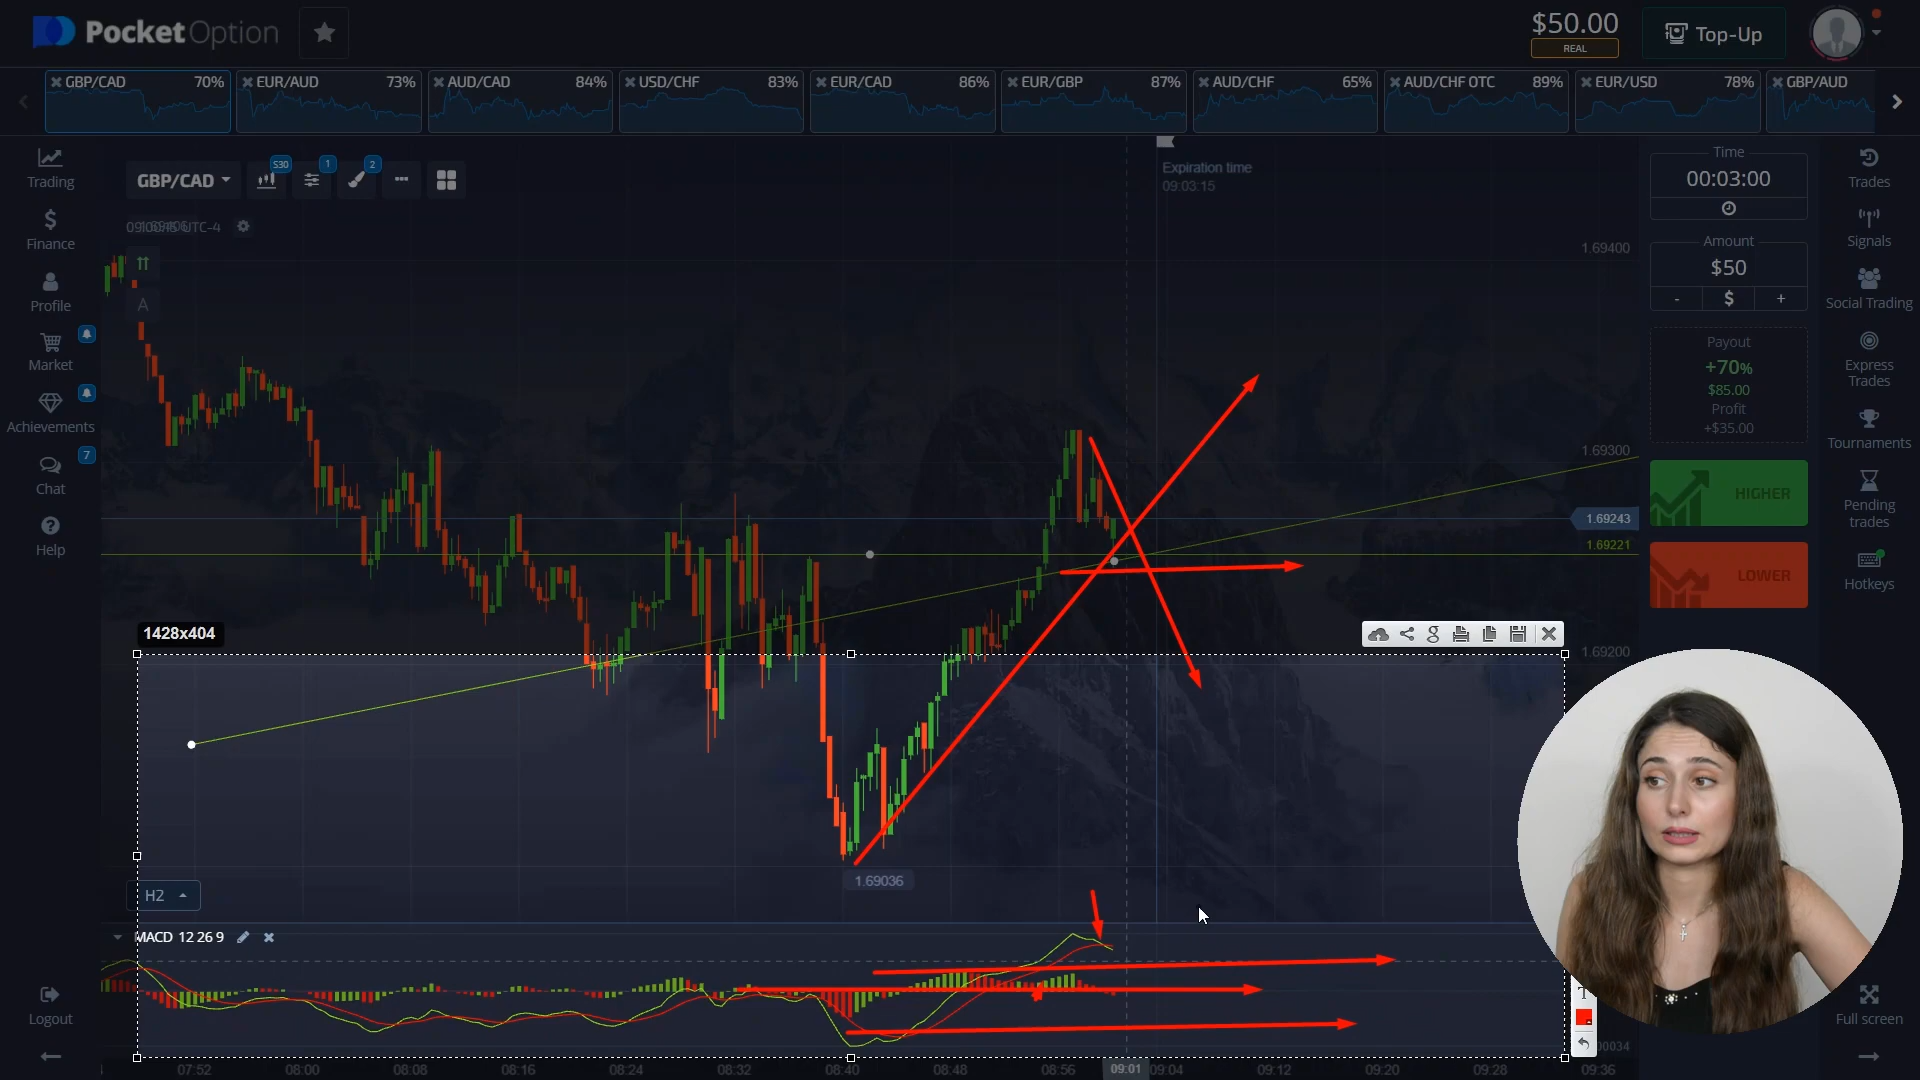 PocketOption
$50.00
REAL
Top-Up
GBP/CAD 70%
EUR/AUD 73%
AUD/CAD 84%
USD/CHF 83%
EUR/CAD 86%
EUR/GBP 87%
AUD/CHF 65%
AUD/CHF OTC 89%
EUR/USD 78%
GBP/AUD
Trading
Finance
Profile
Market
Achievements
7
Chat
Help
Logout
GBP/CAD
S30
1
2
UTC-4
A
Expiration time
09:03:15
1.69400
1.69300
1.69243
1.69221
1.69200
1428x404
1.69036
H2
MACD 12 26 9
07:52
08:00
08:08
08:16
08:24
08:32
08:40
08:48
08:56
09:01
09:04
09:12
09:20
09:28
09:36
Time
00:03:00
Amount
$50
- $ +
Payout
+70%
$85.00
Profit
+$35.00
HIGHER
LOWER
Trades
Signals
Social Trading
Express
Trades
Tournaments
Pending
trades
Hotkeys
Full screen